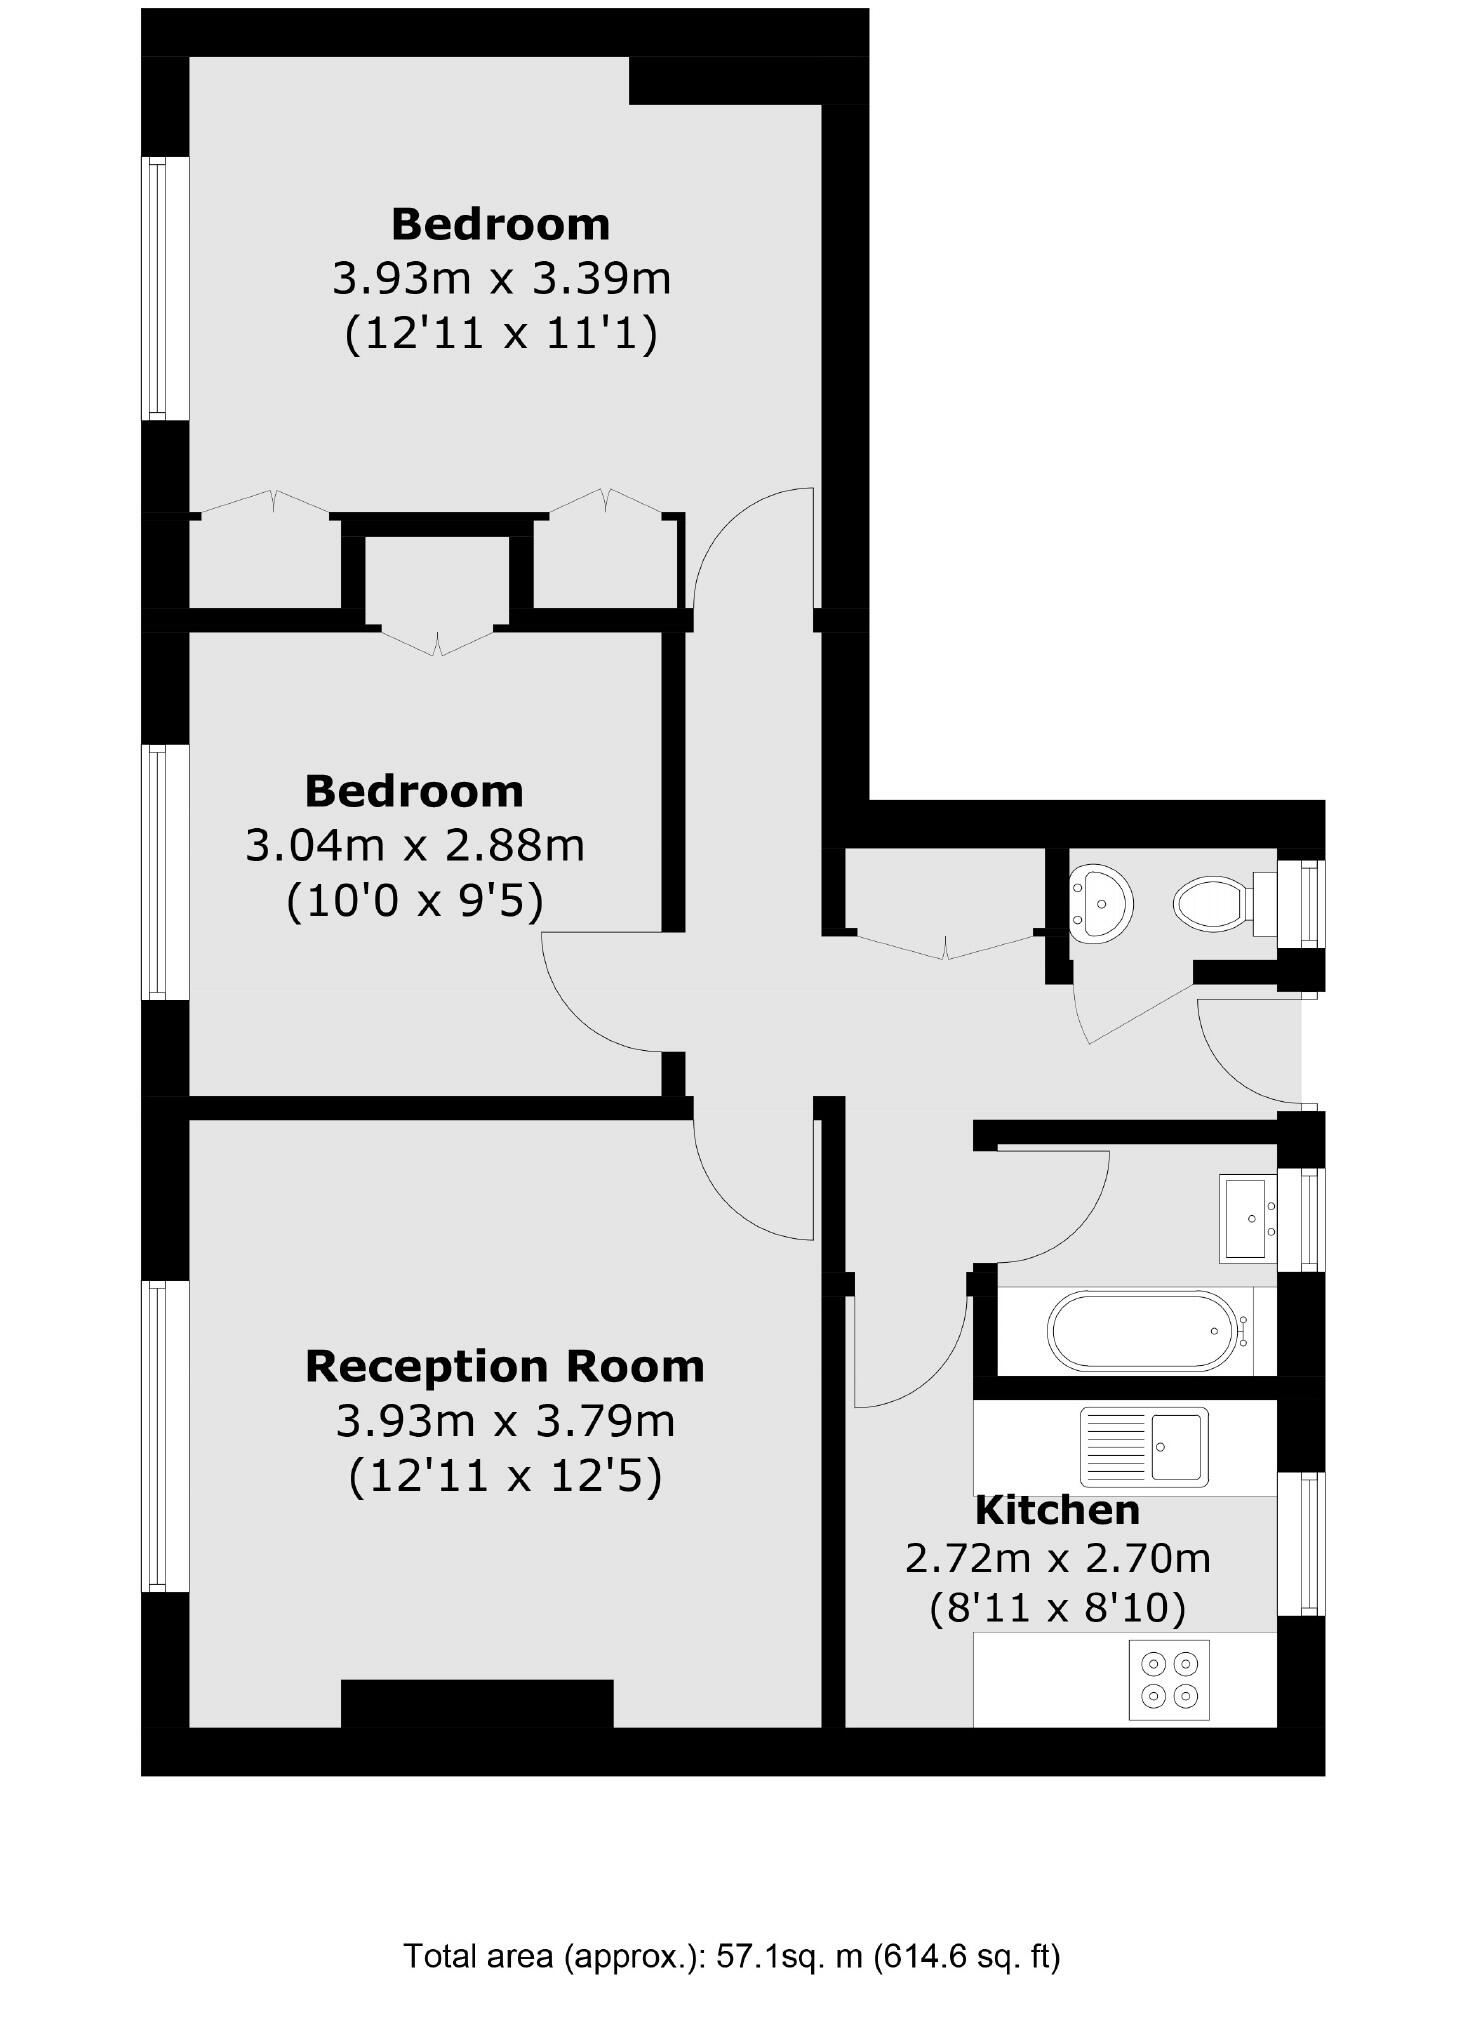 Bedroom
3.93m x 3.39m
(12'11 x 11'1)
Bedroom
3.04m x 2.88m
(10'0 x 9'5)
Reception Room
3.93m x 3.79m
(12'11 x 12'5)
Kitchen
2.72m x 2.70m
(8'11 x 8'10)
Total area (approx.): 57.1sq. m (614.6 sq. ft)